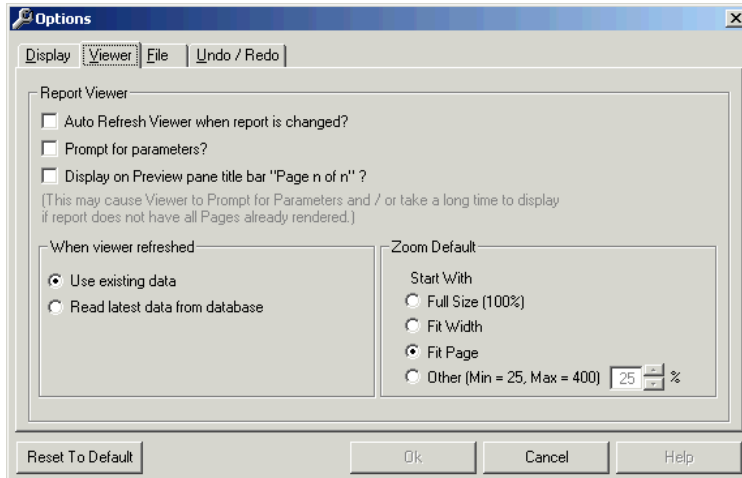 Options
Display Viewer File Undo / Redo
Report Viewer
Auto Refresh Viewer when report is changed?
Prompt for parameters?
Display on Preview pane title bar "Page n of n" ?
(This may cause Viewer to Prompt for Parameters and / or take a long time to display
if report does not have all Pages already rendered.)
When viewer refreshed
Use existing data
Read latest data from database
Zoom Default
Start With
Full Size (100%)
Fit Width
Fit Page
Other (Min = 25, Max = 400) 25 %
Reset To Default Ok Cancel Help